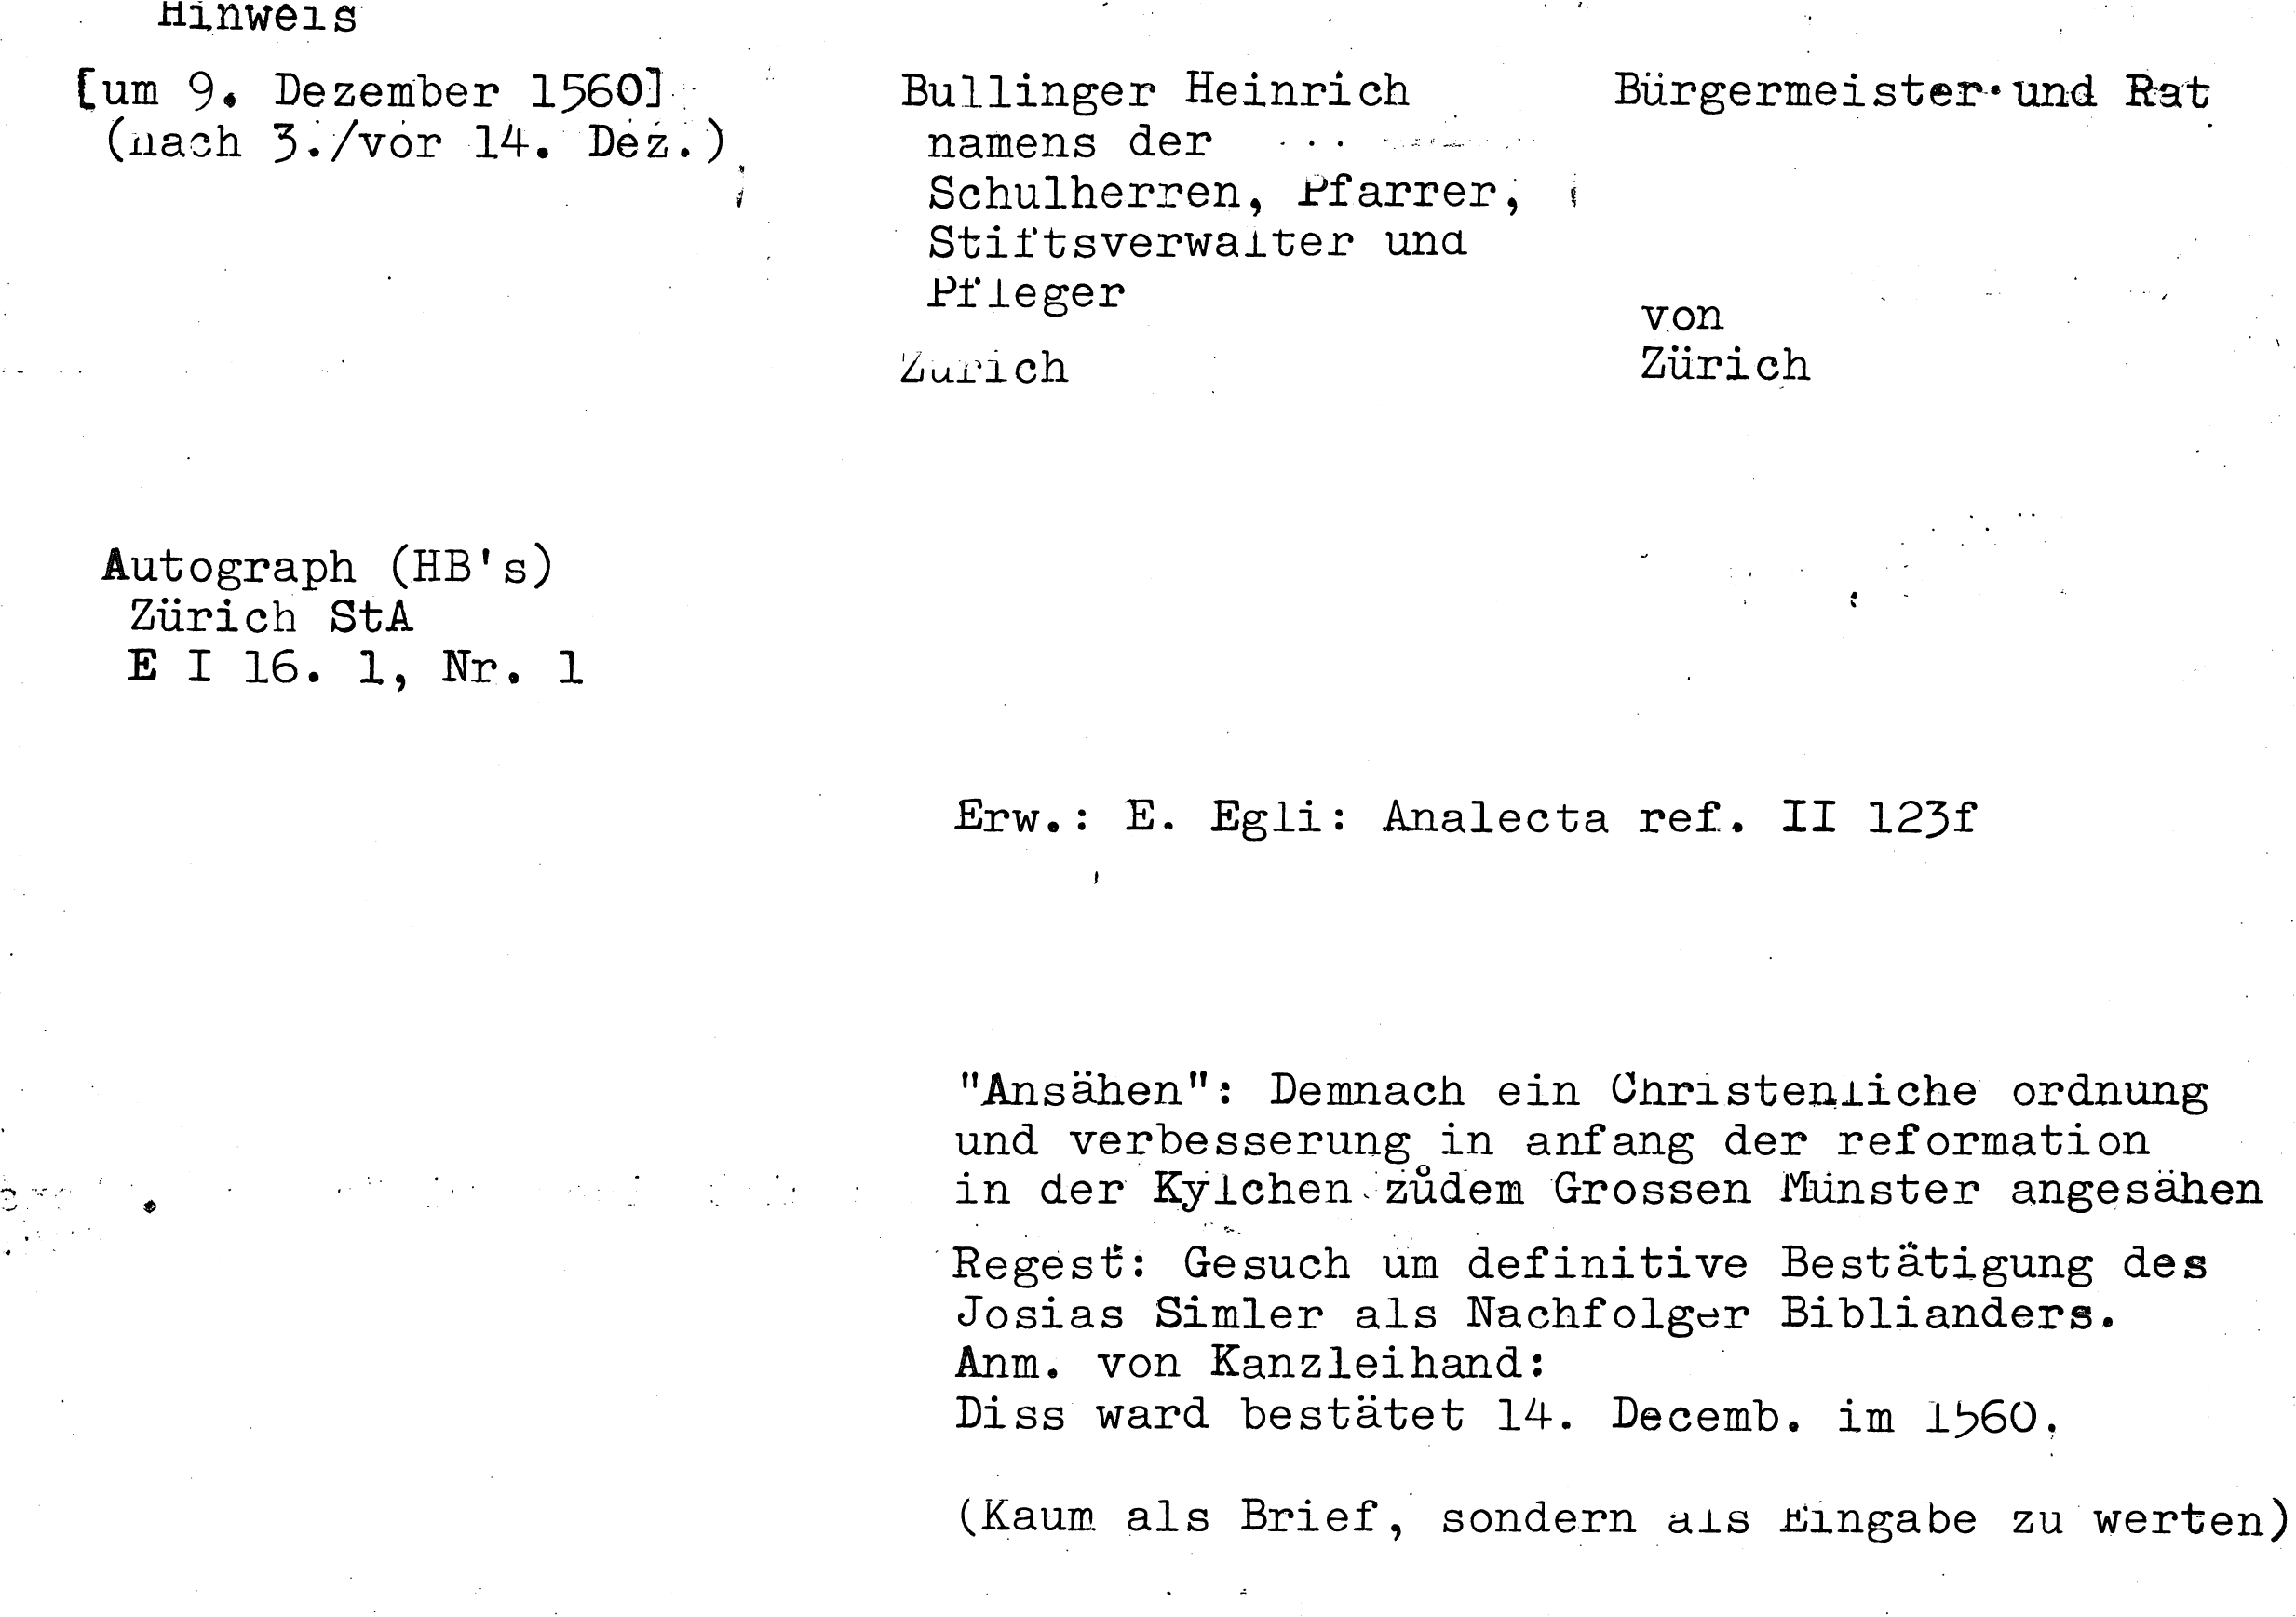 Hinweis
[um 9. Dezember 1560]
(nach 3./vor 14. Dez.)
Bullinger Heinrich
namens der
Schulherren, Pfarrer,
Stiftsverwalter und
Pfleger
Zürich
Bürgermeister und Rat
von
Zürich
Autograph (HB's)
Zürich StA
E I 16. 1, Nr. 1
Erw.: E. Egli: Analecta ref. II 123f
"Ansähen": Demnach ein Christenliche ordnung
und verbesserung in anfang der reformation
in der Kylchen zůdem Grossen Münster angesähen
Regest: Gesuch um definitive Bestätigung des
Josias Simler als Nachfolger Biblianders.
Anm. von Kanzleihand:
Diss ward bestätet 14. Decemb. im 1560.
(Kaum als Brief, sondern als Eingabe zu werten)